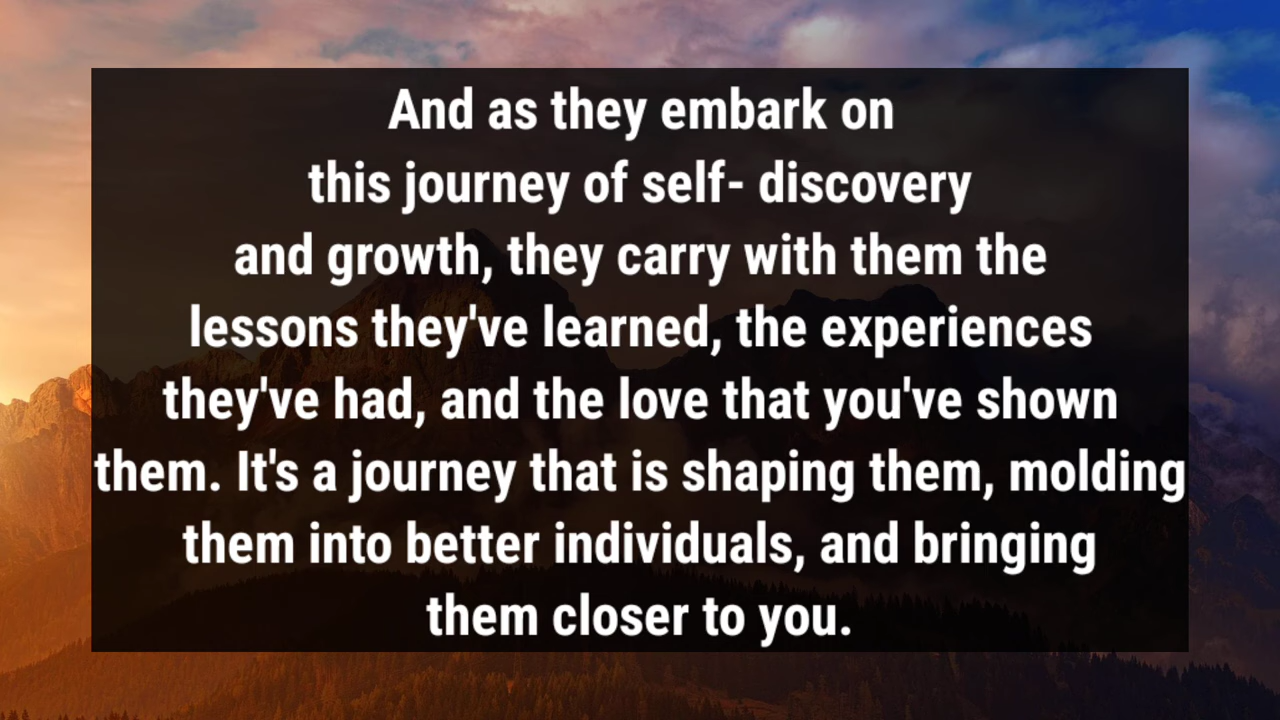 And as they embark on
this journey of self- discovery
and growth, they carry with them the
lessons they've learned, the experiences
they've had, and the love that you've shown
them. It's a journey that is shaping them, molding
them into better individuals, and bringing
them closer to you.